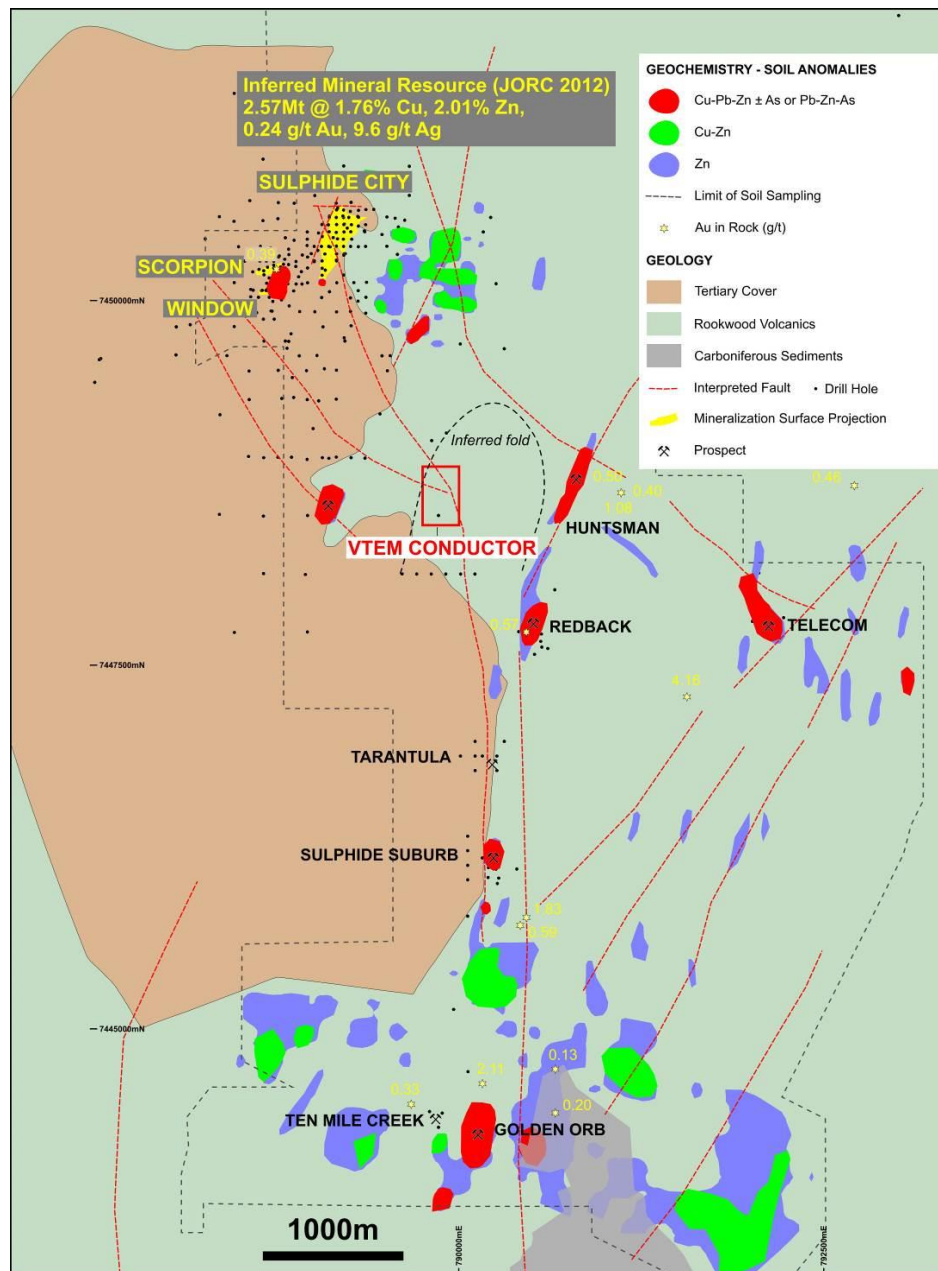 Inferred Mineral Resource (JORC 2012)
2.57Mt @ 1.76% Cu, 2.01% Zn,
0.24 g/t Au, 9.6 g/t Ag
SULPHIDE CITY
0.39
SCORPION
WINDOW
7450000mN
GEOCHEMISTRY - SOIL ANOMALIES
Cu-Pb-Zn ± As or Pb-Zn-As
Cu-Zn
Zn
Limit of Soil Sampling
Au in Rock (g/t)
GEOLOGY
Tertiary Cover
Rookwood Volcanics
Carboniferous Sediments
Interpreted Fault
Drill Hole
Mineralization Surface Projection
Prospect
Inferred fold
0.40
1.08
0.46
HUNTSMAN
VTEM CONDUCTOR
0.57
REDBACK
TELECOM
7447500mN
4.16
TARANTULA
SULPHIDE SUBURB
1.83
0.59
7445000mN
0.13
2.11
0.33
0.20
TEN MILE CREEK
GOLDEN ORB
1000m
790000mE
792500mE